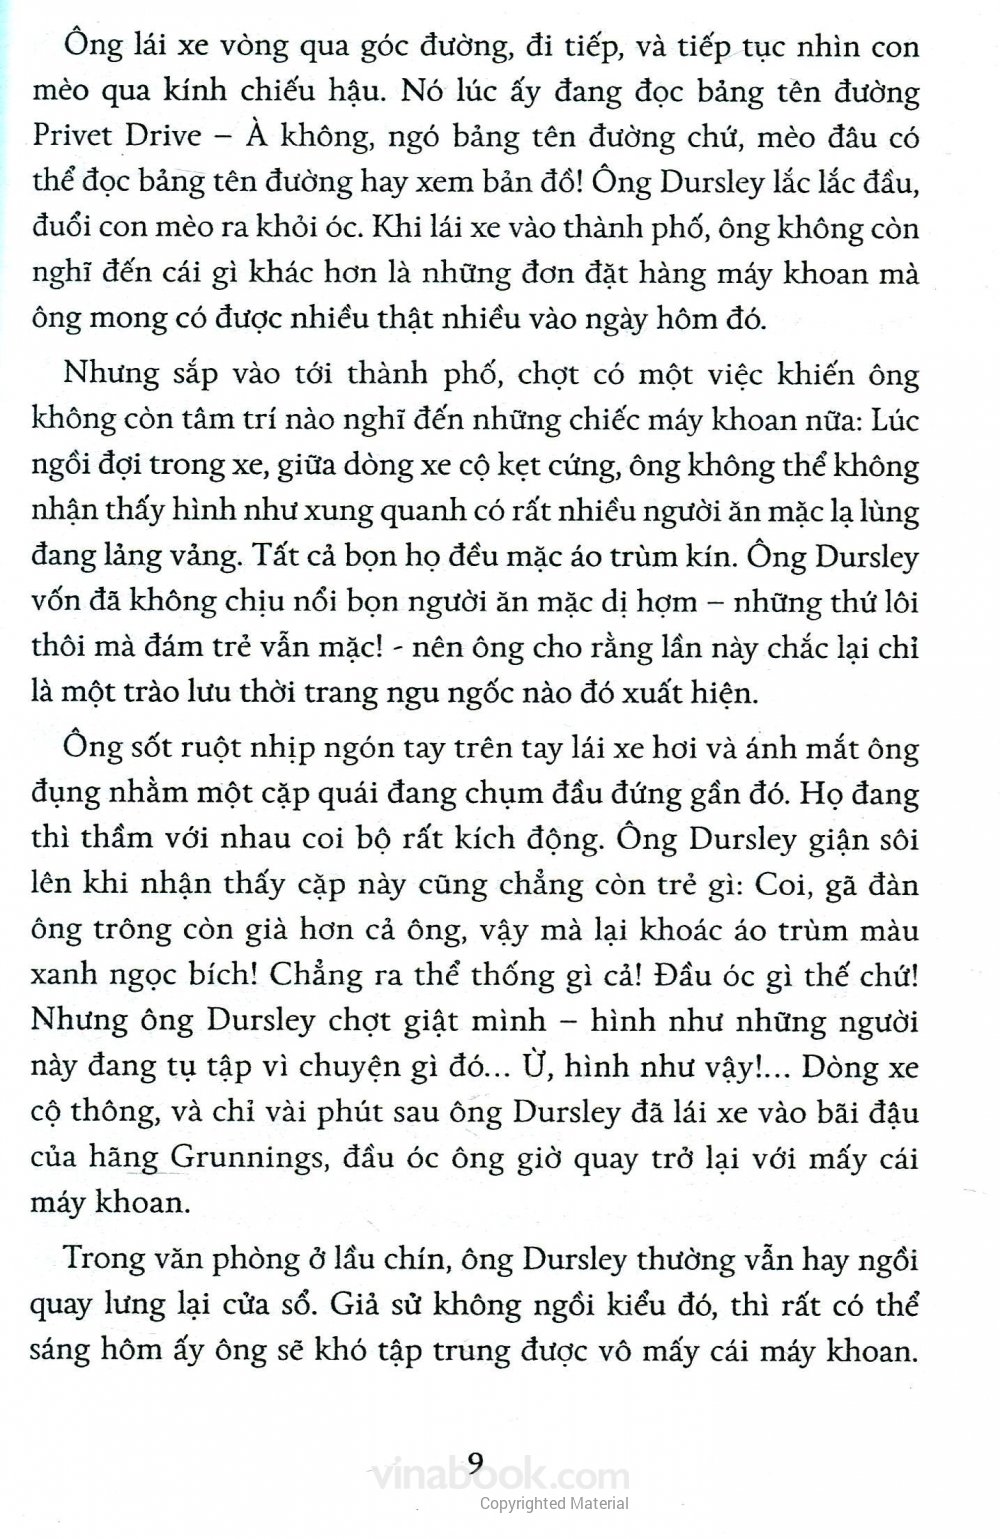 Ông lái xe vòng qua góc đường, đi tiếp, và tiếp tục nhìn con
mèo qua kính chiếu hậu. Nó lúc ấy đang đọc bảng tên đường
Privet Drive – À không, ngó bảng tên đường chứ, mèo đâu có
thể đọc bảng tên đường hay xem bản đồ! Ông Dursley lắc lắc đầu,
đuổi con mèo ra khỏi óc. Khi lái xe vào thành phố, ông không còn
nghĩ đến cái gì khác hơn là những đơn đặt hàng máy khoan mà
ông mong có được nhiều thật nhiều vào ngày hôm đó.
Nhưng sắp vào tới thành phố, chợt có một việc khiến ông
không còn tâm trí nào nghĩ đến những chiếc máy khoan nữa: Lúc
ngồi đợi trong xe, giữa dòng xe cộ kẹt cứng, ông không thể không
nhận thấy hình như xung quanh có rất nhiều người ăn mặc lạ lùng
đang lảng vảng. Tất cả bọn họ đều mặc áo trùm kín. Ông Dursley
vốn đã không chịu nổi bọn người ăn mặc dị hợm – những thứ lôi
thôi mà đám trẻ vẫn mặc! - nên ông cho rằng lần này chắc lại chỉ
là một trào lưu thời trang ngu ngốc nào đó xuất hiện.
Ông sốt ruột nhịp ngón tay trên tay lái xe hơi và ánh mắt ông
đụng nhằm một cặp quái đang chụm đầu đứng gần đó. Họ đang
thì thầm với nhau coi bộ rất kích động. Ông Dursley giận sôi
lên khi nhận thấy cặp này cũng chẳng còn trẻ gì: Coi, gã đàn
ông trông còn già hơn cả ông, vậy mà lại khoác áo trùm màu
xanh ngọc bích! Chẳng ra thể thống gì cả! Đầu óc gì thế chứ!
Nhưng ông Dursley chợt giật mình – hình như những người
này đang tụ tập vì chuyện gì đó... Ừ, hình như vậy!... Dòng xe
cộ thông, và chỉ vài phút sau ông Dursley đã lái xe vào bãi đậu
của hãng Grunnings, đầu óc ông giờ quay trở lại với mấy cái
máy khoan.
Trong văn phòng ở lầu chín, ông Dursley thường vẫn hay ngồi
quay lưng lại cửa sổ. Giả sử không ngồi kiểu đó, thì rất có thể
sáng hôm ấy ông sẽ khó tập trung được vô mấy cái máy khoan.
9
vinabook.com
Copyrighted Material